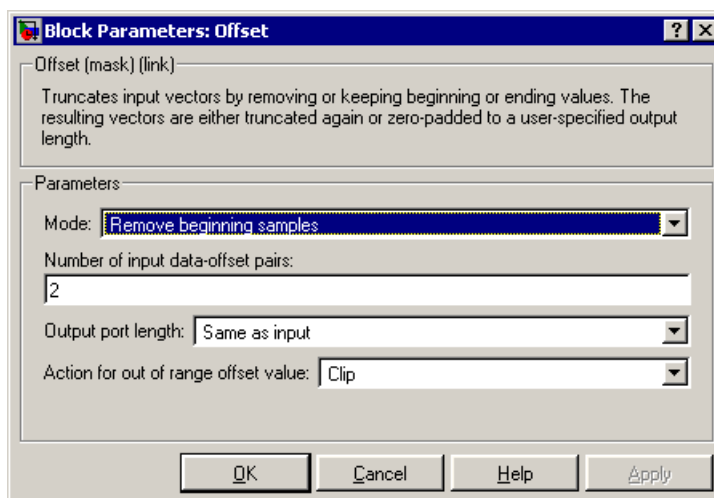 Block Parameters: Offset
Offset (mask) (link)
Truncates input vectors by removing or keeping beginning or ending values. The
resulting vectors are either truncated again or zero-padded to a user-specified output
length.
Parameters
Mode: Remove beginning samples
Number of input data-offset pairs:
2
Output port length: Same as input
Action for out of range offset value: Clip
OK Cancel Help Apply